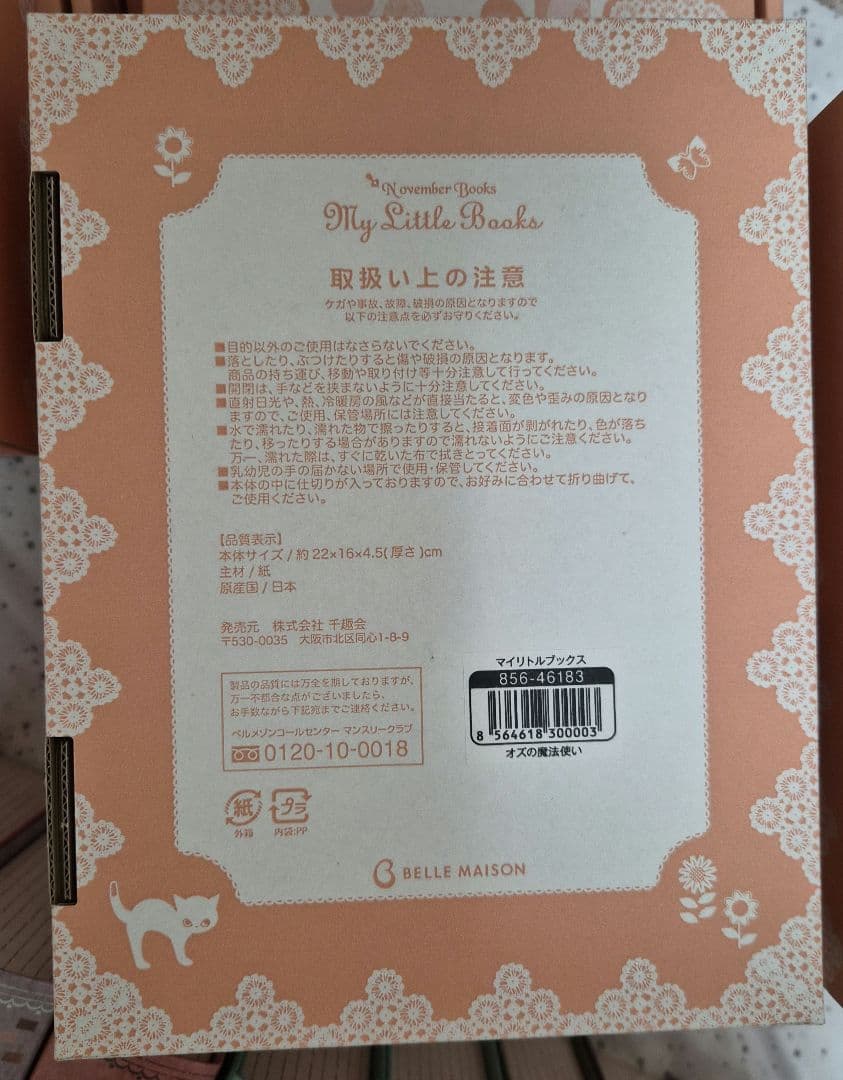 November Books
My Little Books
取扱い上の注意
ケガや事故、故障、破損の原因となりますので
以下の注意点を必ずお守りください。
■目的以外のご使用はなさらないでください。
■落としたり、ぶつけたりすると傷や破損の原因となります。
商品の持ち運び、移動や取り付け等十分注意して行ってください。
■開閉は、手などを挟まないように十分注意してください。
■直射日光や、熱、冷暖房の風などが直接当たると、変色や歪みの原因となり
ますので、ご使用、保管場所には注意してください。
■水で濡れたり、濡れた物で擦ったりすると、接着面が剥がれたり、色が落ち
たり、移ったりする場合がありますので濡れないようにご注意ください。
万一、濡れた際は、すぐに乾いた布で拭きとってください。
■乳幼児の手の届かない場所で使用・保管してください。
■本体の中に仕切りが入っておりますので、お好みに合わせて折り曲げて、
ご使用ください。
【品質表示】
本体サイズ / 約 22×16×4.5( 厚さ )cm
主材 / 紙
原産国 / 日本
発売元 株式会社 千趣会
〒530-0035 大阪市北区同心1-8-9
製品の品質には万全を期しておりますが、
万一不都合な点がございましたら、
お手数ながら下記宛までご連絡ください。
ベルメゾンコールセンター マンスリークラブ
0120-10-0018
マイリトルブックス
856-46183
8 564618 300003
オズの魔法使い
紙
外箱
プラ
内袋:PP
BELLE MAISON